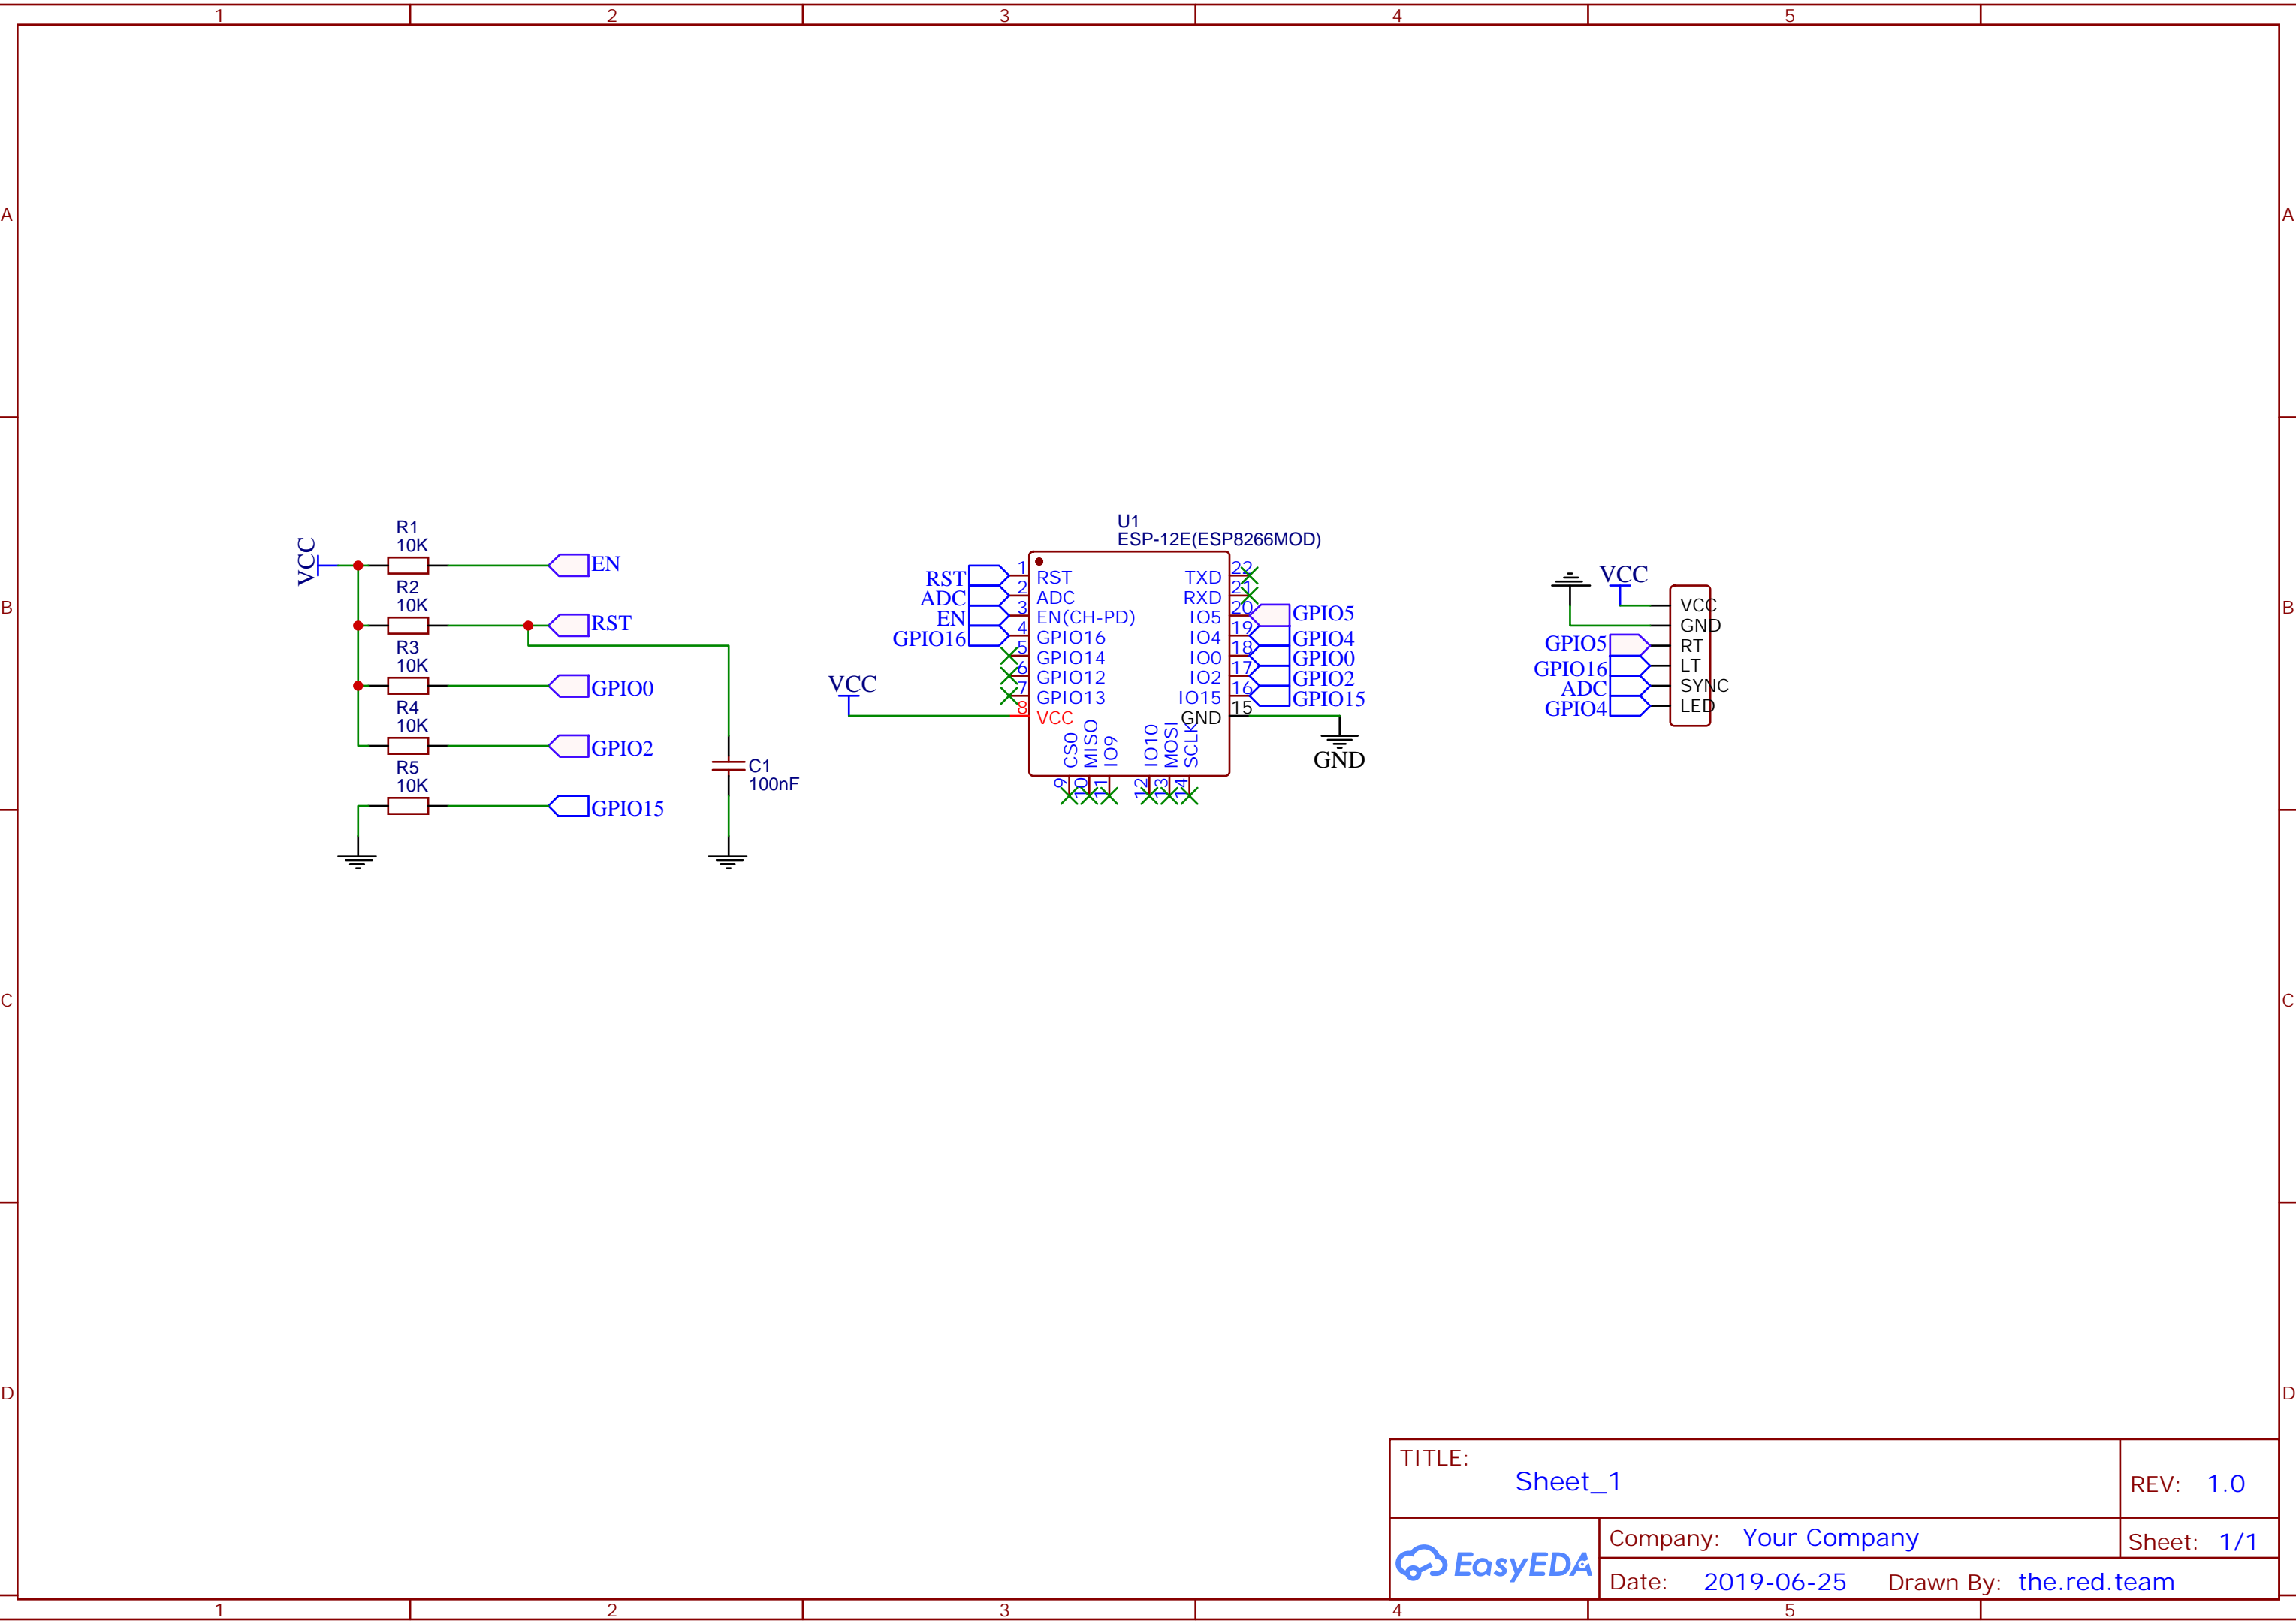 1 2 3 4 5
A A
B B
C C
D D
VCC
R1
10K
EN
R2
10K
RST
R3
10K
GPIO0
R4
10K
GPIO2
R5
10K
GPIO15
C1
100nF
U1
ESP-12E(ESP8266MOD)
RST 1 RST
ADC 2 ADC
EN 3 EN(CH-PD)
GPIO16 4 GPIO16
5 GPIO14
6 GPIO12
7 GPIO13
VCC
8 VCC
TXD 22
RXD 21
IO5 20 GPIO5
IO4 19 GPIO4
IO0 18 GPIO0
IO2 17 GPIO2
IO15 16 GPIO15
GND 15
GND
CS0 MISO IO9 IO10 MOSI SCLK
9 10 11 12 13 14
VCC
VCC
GND
GPIO5 RT
GPIO16 LT
ADC SYNC
GPIO4 LED
TITLE:
Sheet_1
REV: 1.0
EasyEDA
Company: Your Company
Sheet: 1/1
Date: 2019-06-25 Drawn By: the.red.team
1 2 3 4 5